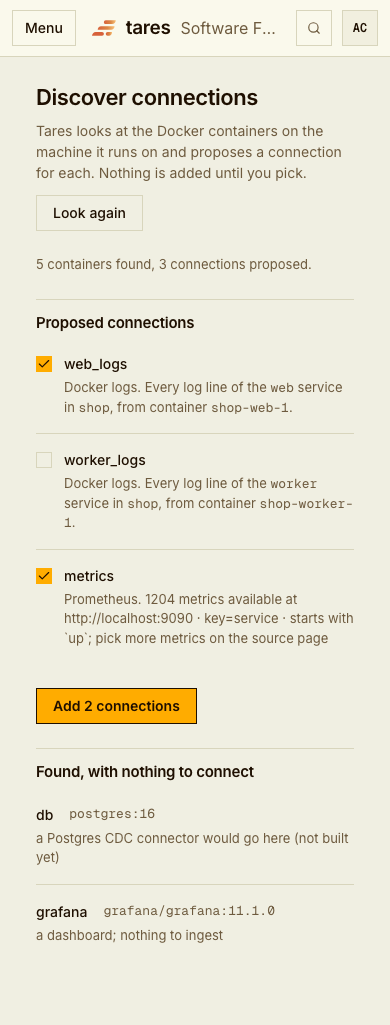 Menu
tares
Software F...
AC
Discover connections
Tares looks at the Docker containers on the
machine it runs on and proposes a connection
for each. Nothing is added until you pick.
Look again
5 containers found, 3 connections proposed.
Proposed connections
web_logs
Docker logs. Every log line of the web service
in shop, from container shop-web-1.
worker_logs
Docker logs. Every log line of the worker
service in shop, from container shop-worker-
1.
metrics
Prometheus. 1204 metrics available at
http://localhost:9090 · key=service · starts with
`up`; pick more metrics on the source page
Add 2 connections
Found, with nothing to connect
db postgres:16
a Postgres CDC connector would go here (not built
yet)
grafana grafana/grafana:11.1.0
a dashboard; nothing to ingest